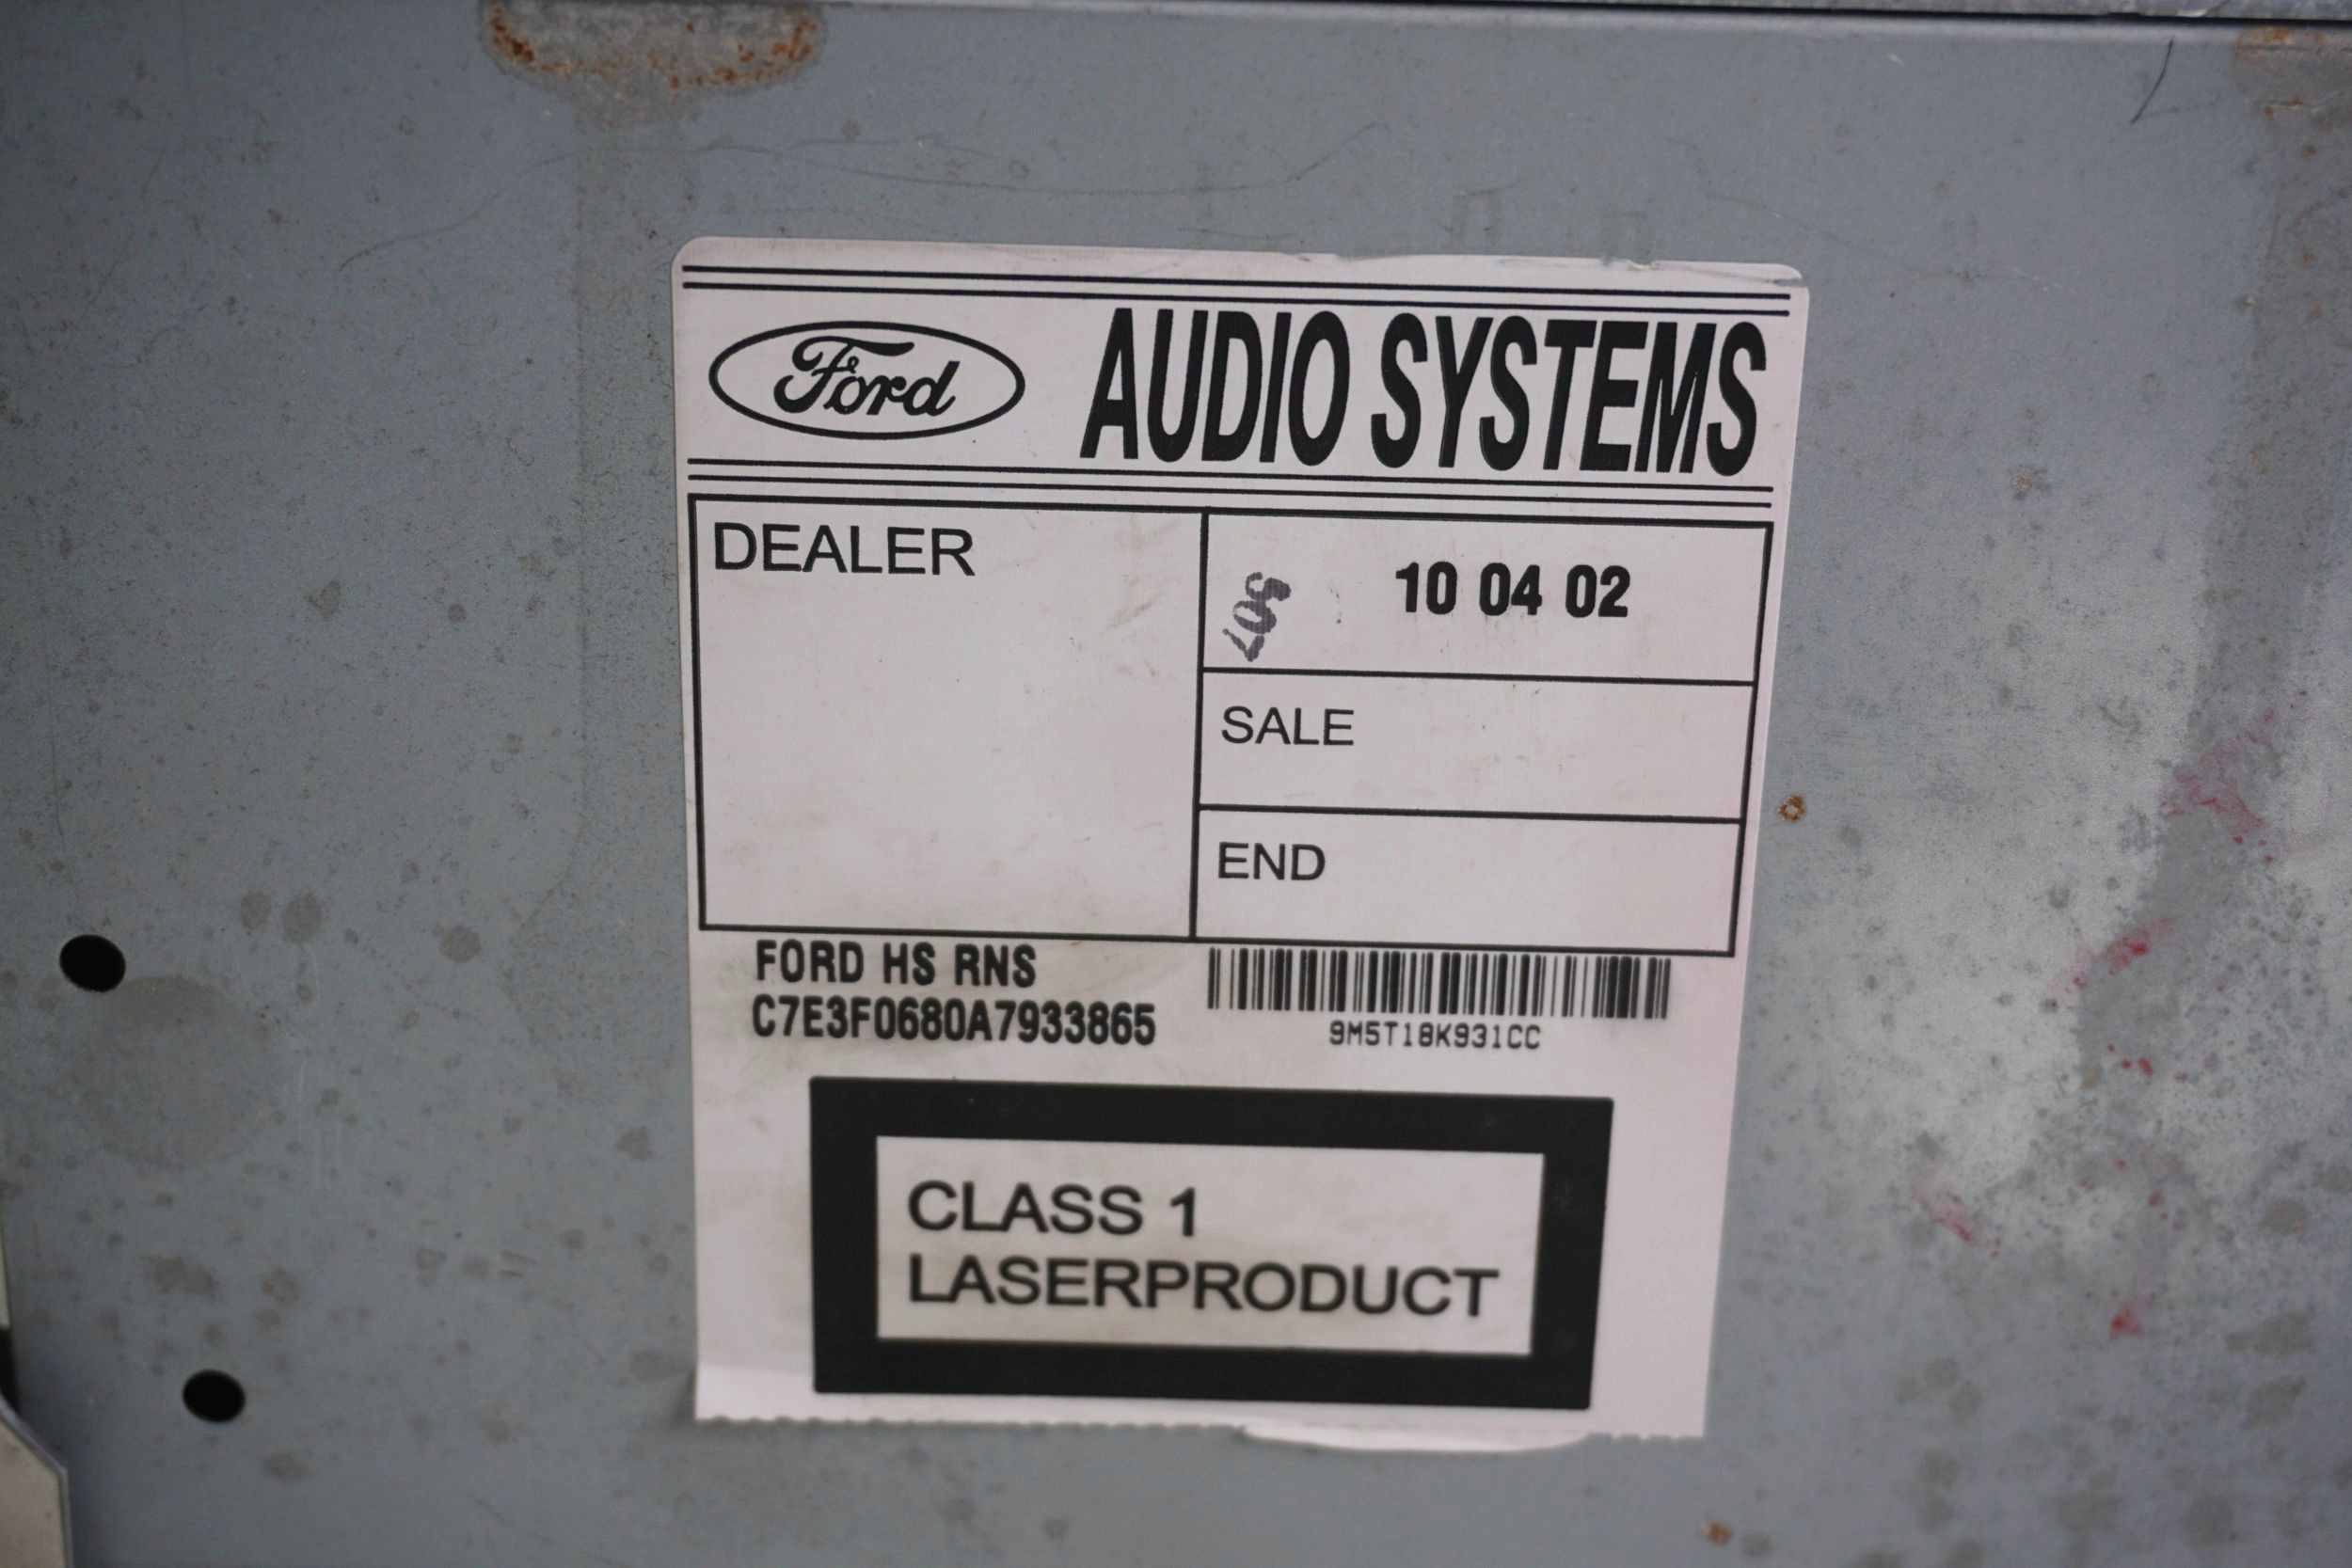 Ford AUDIO SYSTEMS
DEALER
10 04 02
SALE
END
FORD HS RNS
C7E3F0680A7933865
9M5T18K931CC
CLASS 1
LASERPRODUCT